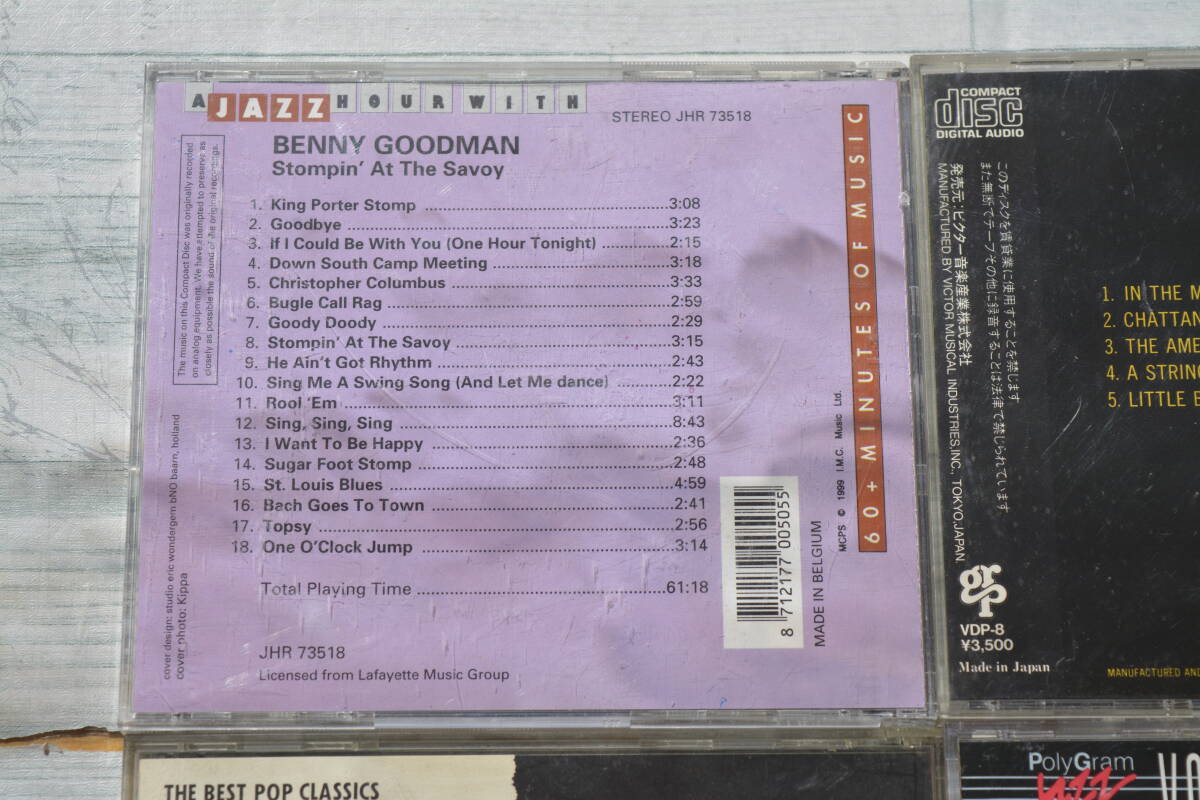 A JAZZ HOUR WITH
STEREO JHR 73518
BENNY GOODMAN
Stompin' At The Savoy
1. King Porter Stomp 3:08
2. Goodbye 3:23
3. if I Could Be With You (One Hour Tonight) 2:15
4. Down South Camp Meeting 3:18
5. Christopher Columbus 3:33
6. Bugle Call Rag 2:59
7. Goody Doody 2:29
8. Stompin' At The Savoy 3:15
9. He Ain't Got Rhythm 2:43
10. Sing Me A Swing Song (And Let Me dance) 2:22
11. Rool 'Em 3:11
12. Sing, Sing, Sing 8:43
13. I Want To Be Happy 2:36
14. Sugar Foot Stomp 2:48
15. St. Louis Blues 4:59
16. Bach Goes To Town 2:41
17. Topsy 2:56
18. One O'Clock Jump 3:14
Total Playing Time 61:18
JHR 73518
Licensed from Lafayette Music Group
The music on this Compact Disc was originally recorded
on analog equipment. We have attempted to preserve as
closely as possible the sound of the original recordings.
cover design: studio eric wondergem bNO baarn, holland
cover photo: Kippa
60+ MINUTES OF MUSIC
MCPS © 1999 I.M.C. Music Ltd.
MADE IN BELGIUM
8 712177 005055
COMPACT
disc
DIGITAL AUDIO
このディスクを賃貸業に使用することを禁じます
また無断でテープその他に録音することは法律で禁じられています
発売元:ビクター音楽産業株式会社
MANUFACTURED BY VICTOR MUSICAL INDUSTRIES, INC., TOKYO, JAPAN
1. IN THE M
2. CHATTAN
3. THE AME
4. A STRING
5. LITTLE B
grp
VDP-8
¥3,500
Made in Japan
MANUFACTURED AND
THE BEST POP CLASSICS
PolyGram
Jazz